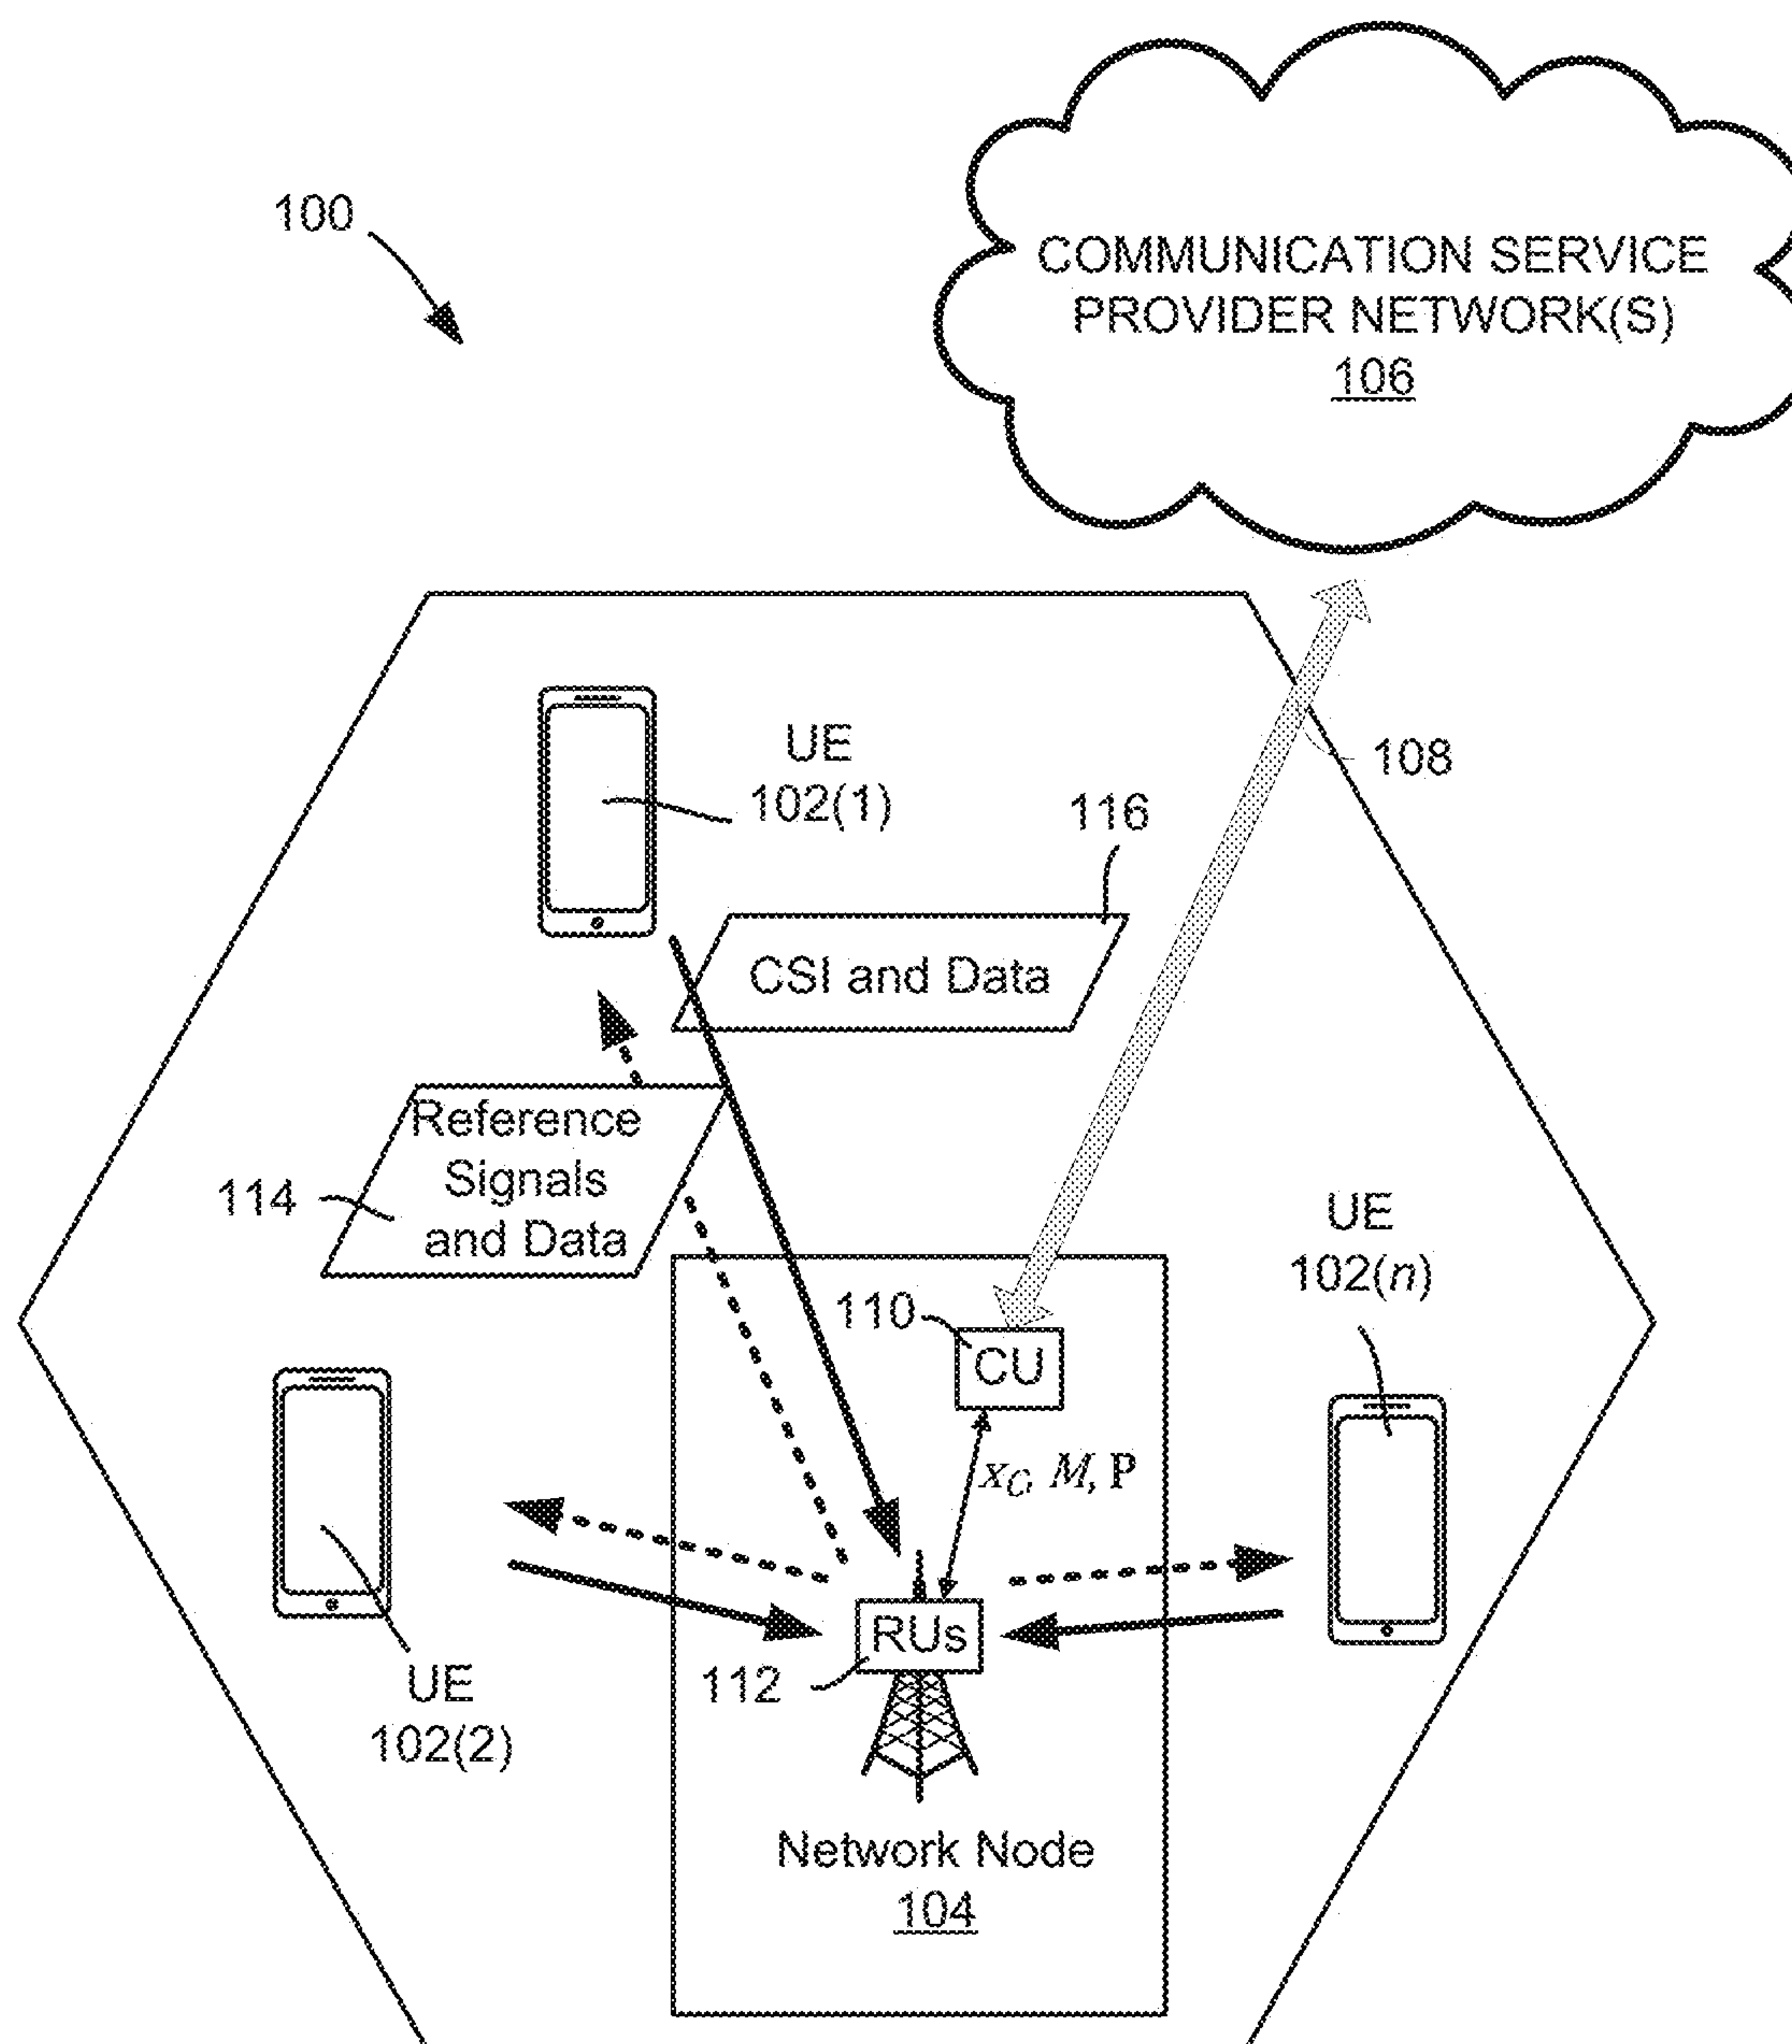 100
COMMUNICATION SERVICE
PROVIDER NETWORK(S)
106
UE
102(1)
108
116
CSI and Data
Reference
Signals
and Data
114
UE
102(n)
110
CU
x_C, M, P
RUs
112
UE
102(2)
Network Node
104